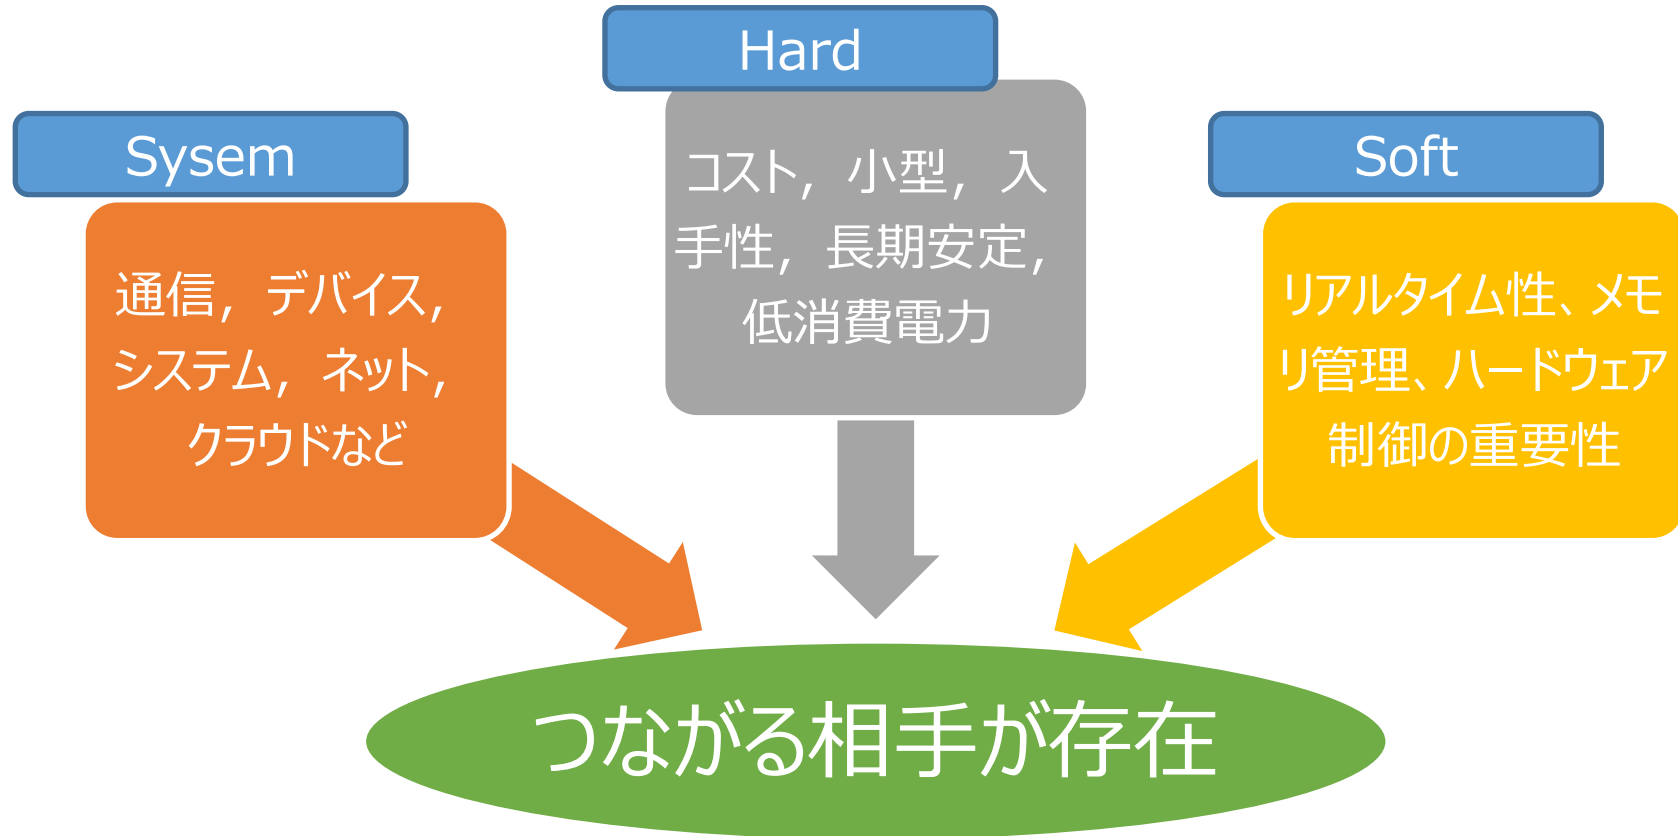 Sysem
通信, デバイス,
システム, ネット,
クラウドなど
Hard
コスト, 小型, 入
手性, 長期安定,
低消費電力
Soft
リアルタイム性、メモ
リ管理、ハードウェア
制御の重要性
つながる相手が存在